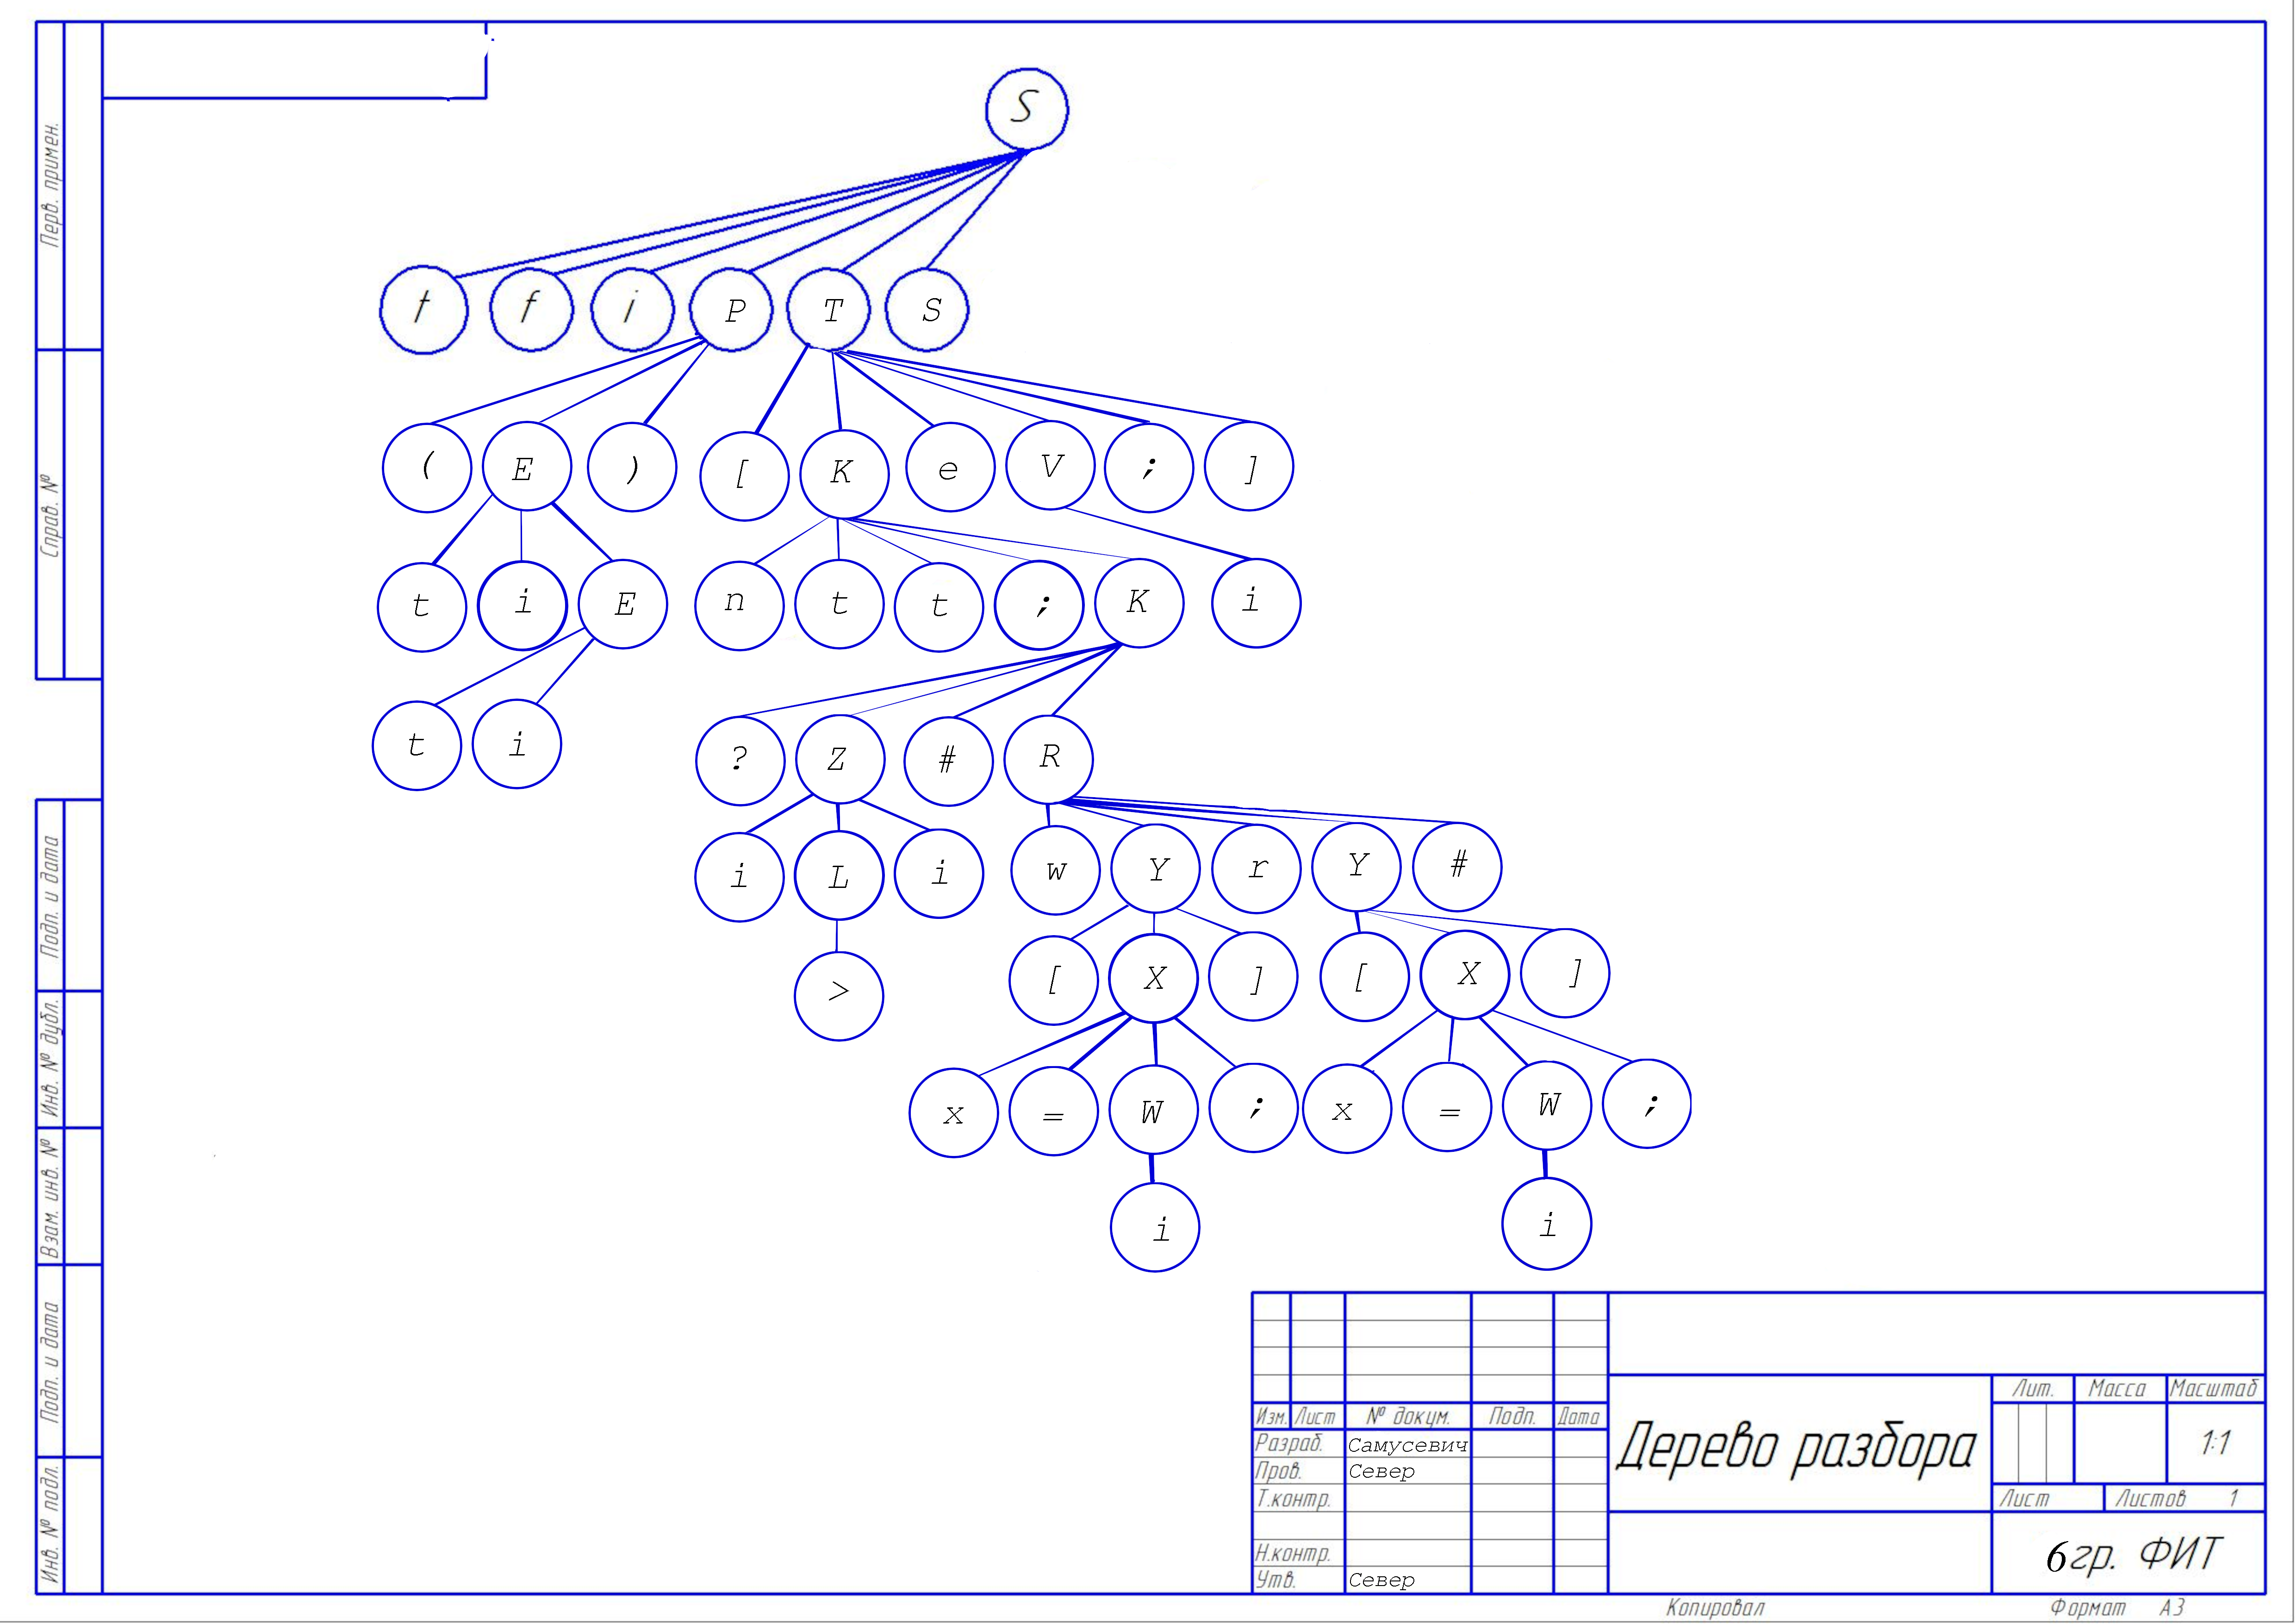 S
t f i P T S
( E ) [ K e V ; ]
t i E n t t ; K i
t i ? Z # R
i L i w Y r Y #
> [ X ] [ X ]
x = W ; x = W ;
i i
Перв. примен.
Справ. №
Подп. и дата
Инв. № дубл.
Взам. инв. №
Подп. и дата
Инв. № подл.
Изм. Лист № докум. Подп. Дата
Разраб. Самусевич
Пров. Север
Т.контр.
Н.контр.
Утв. Север
Дерево разбора
Лит. Масса Масштаб
1:1
Лист Листов 1
6гр. ФИТ
Копировал Формат А3